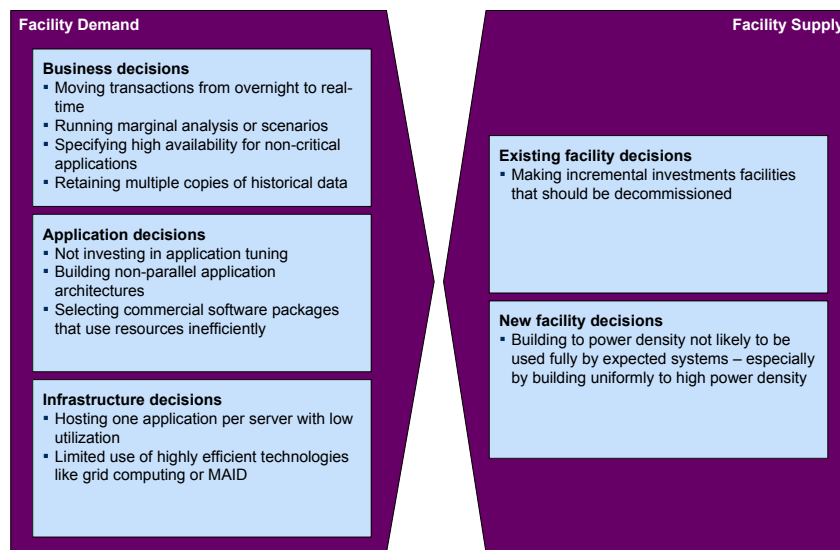 Facility Demand
Business decisions
▪ Moving transactions from overnight to real-
time
▪ Running marginal analysis or scenarios
▪ Specifying high availability for non-critical
applications
▪ Retaining multiple copies of historical data
Application decisions
▪ Not investing in application tuning
▪ Building non-parallel application
architectures
▪ Selecting commercial software packages
that use resources inefficiently
Infrastructure decisions
▪ Hosting one application per server with low
utilization
▪ Limited use of highly efficient technologies
like grid computing or MAID
Facility Supply
Existing facility decisions
▪ Making incremental investments facilities
that should be decommissioned
New facility decisions
▪ Building to power density not likely to be
used fully by expected systems – especially
by building uniformly to high power density